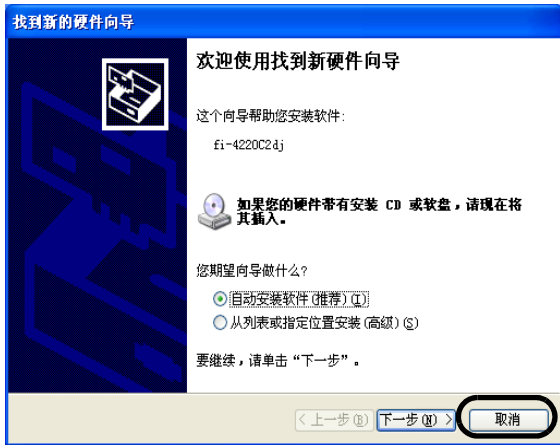 找到新的硬件向导
欢迎使用找到新硬件向导
这个向导帮助您安装软件:
fi-4220C2dj
如果您的硬件带有安装 CD 或软盘，请现在将
其插入。
您期望向导做什么?
自动安装软件(推荐)(I)
从列表或指定位置安装(高级)(S)
要继续，请单击“下一步”。
< 上一步(B) 下一步(N) > 取消